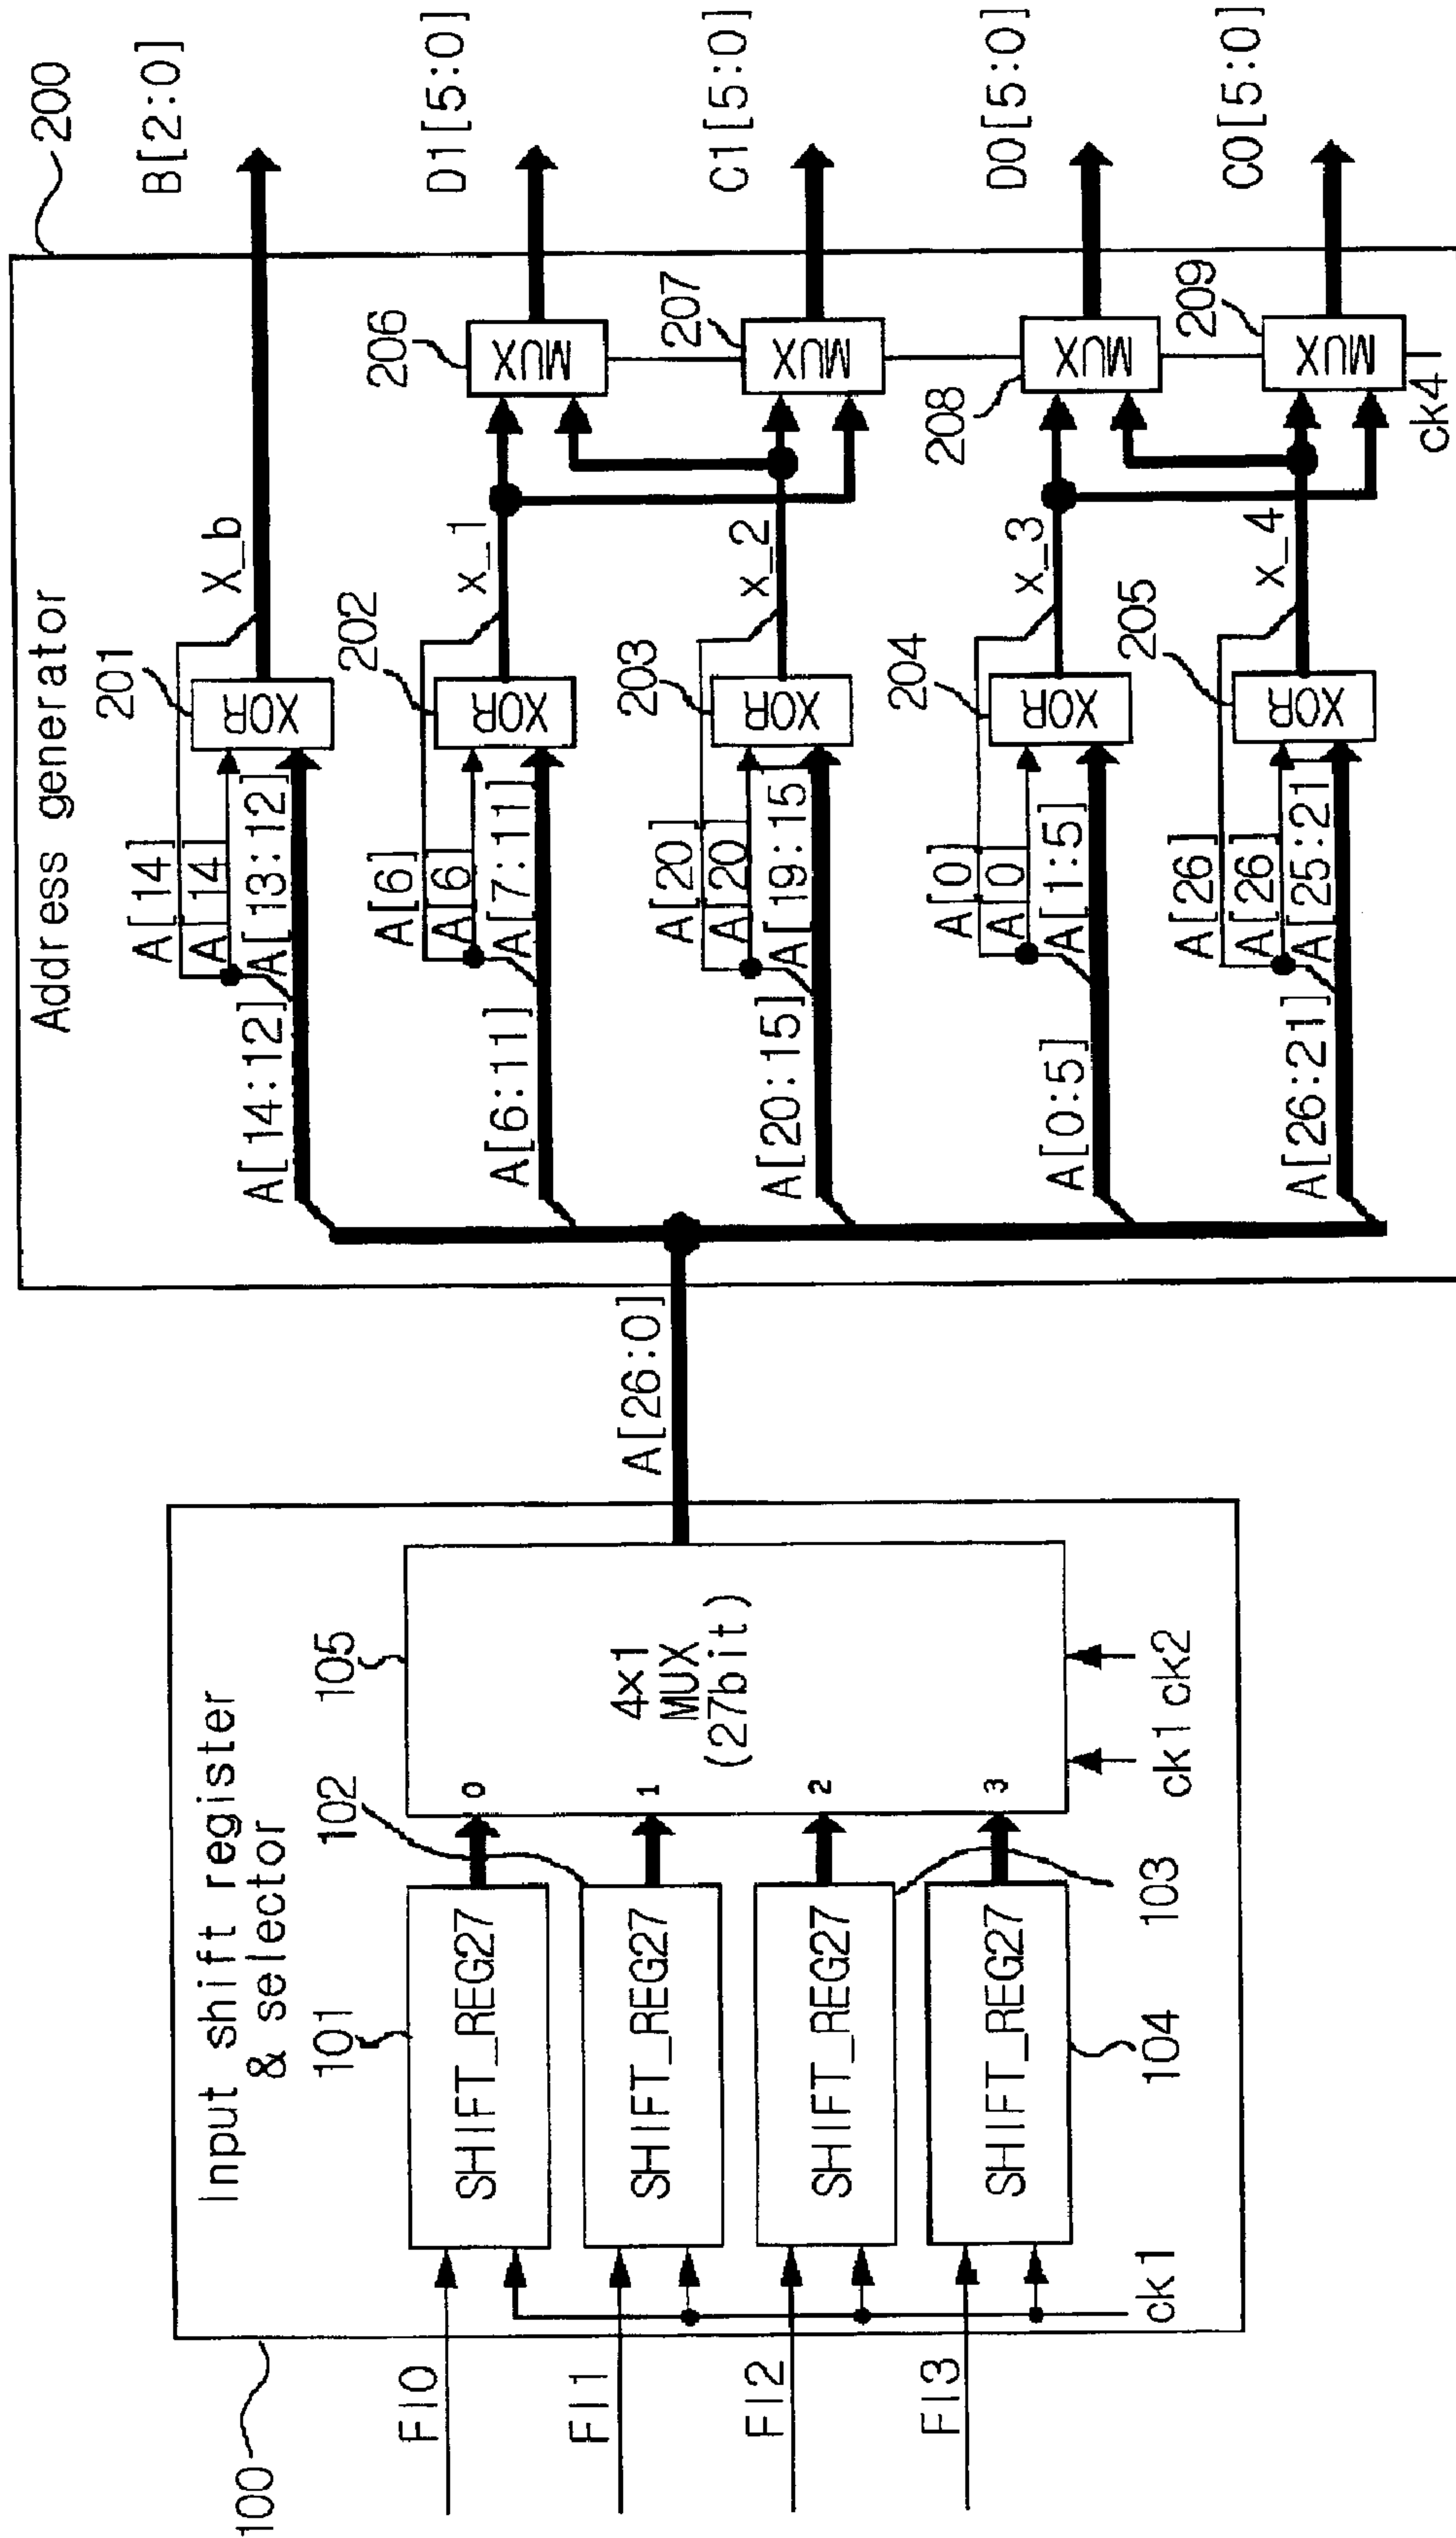 100
Input shift register
& selector
FI0
FI1
FI2
FI3
101
SHIFT_REG27
102
SHIFT_REG27
SHIFT_REG27
103
SHIFT_REG27
104
ck1
0
1
2
3
105
4×1
MUX
(27bit)
ck1 ck2
A[26:0]
Address generator
200
A[14:12]
A[14]
A[14]
A[13:12]
201
XOR
X_b
B[2:0]
A[6:11]
A[6]
A[6]
A[7:11]
202
XOR
x_1
206
MUX
D1[5:0]
A[20:15]
A[20]
A[20]
A[19:15]
203
XOR
x_2
207
MUX
C1[5:0]
A[0:5]
A[0]
A[0]
A[1:5]
204
XOR
x_3
208
MUX
D0[5:0]
A[26:21]
A[26]
A[26]
A[25:21]
205
XOR
x_4
209
MUX
C0[5:0]
ck4